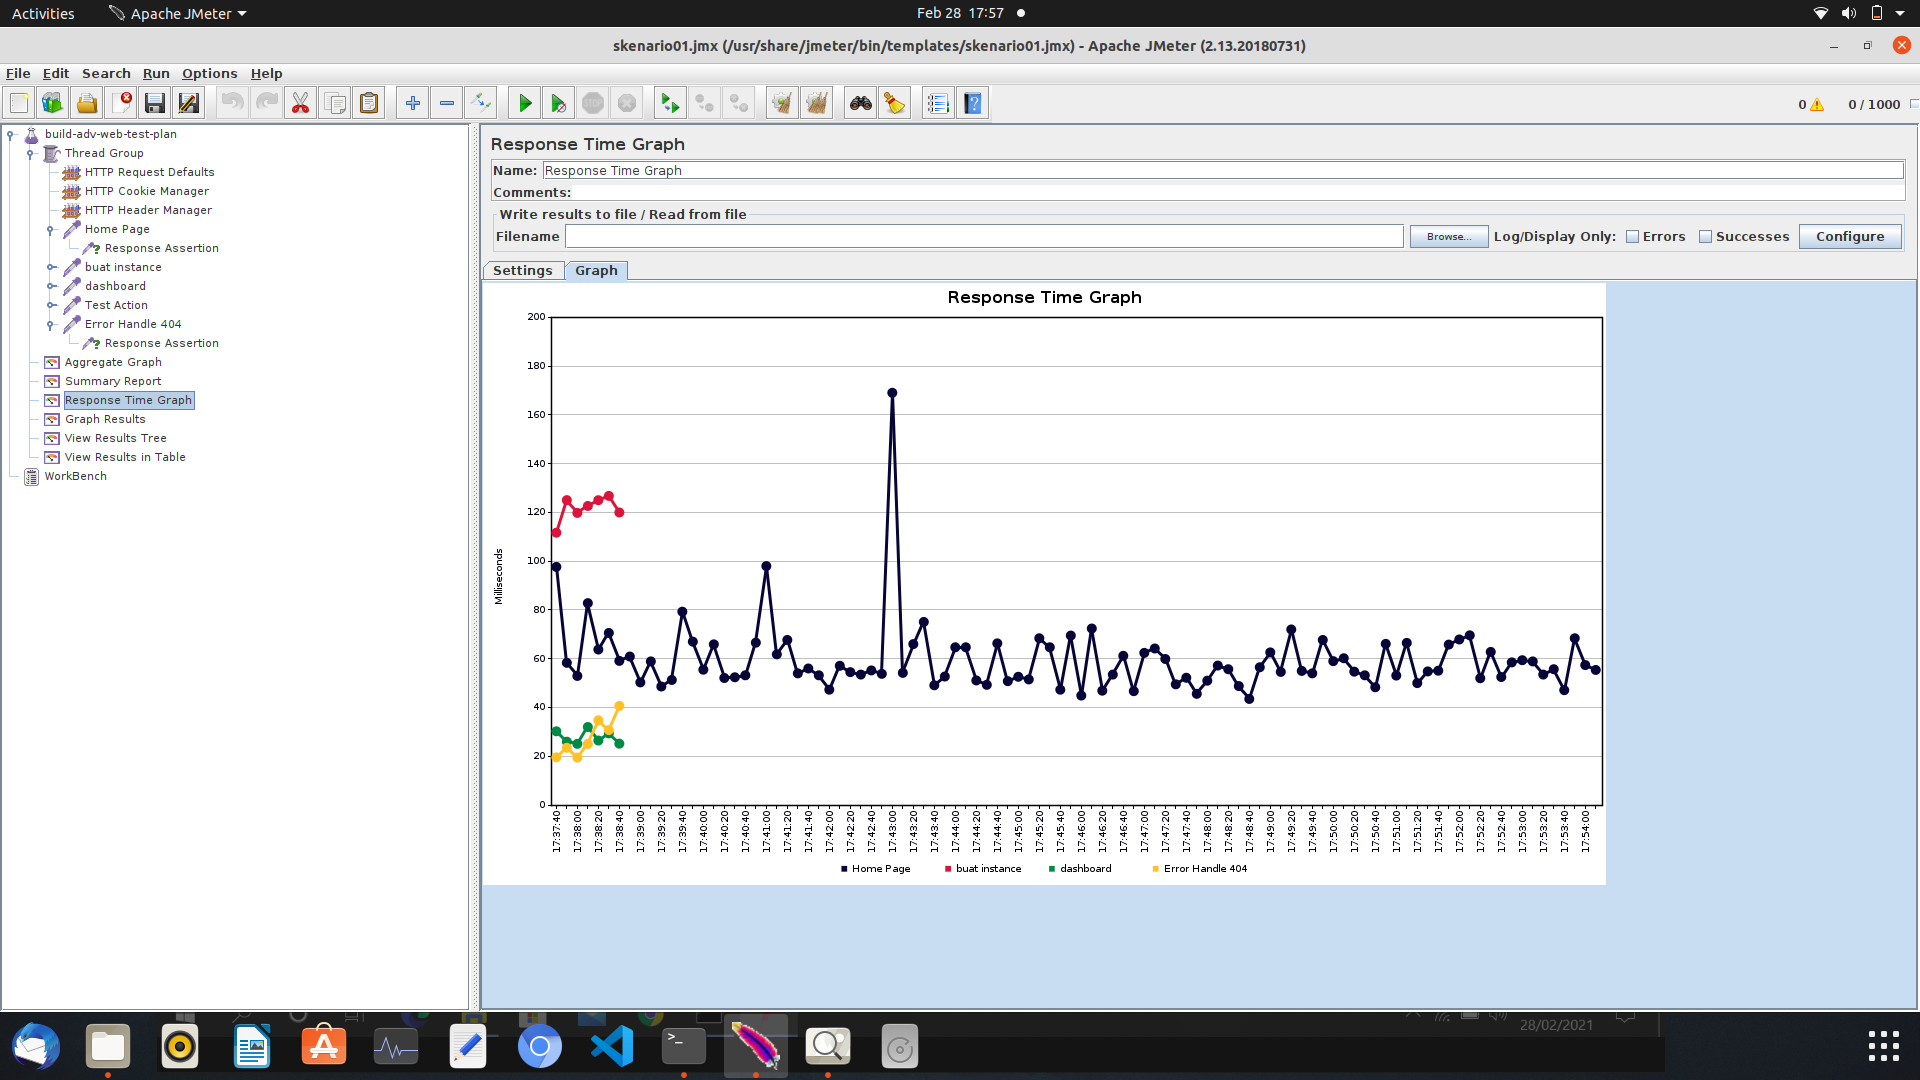 Activities
Apache JMeter
Feb 28 17:57
skenario01.jmx (/usr/share/jmeter/bin/templates/skenario01.jmx) - Apache JMeter (2.13.20180731)
File Edit Search Run Options Help
0
0 / 1000
build-adv-web-test-plan
Thread Group
HTTP Request Defaults
HTTP Cookie Manager
HTTP Header Manager
Home Page
Response Assertion
buat instance
dashboard
Test Action
Error Handle 404
Response Assertion
Aggregate Graph
Summary Report
Response Time Graph
Graph Results
View Results Tree
View Results in Table
WorkBench
Response Time Graph
Name: Response Time Graph
Comments:
Write results to file / Read from file
Filename
Browse...
Log/Display Only:
Errors
Successes
Configure
Settings
Graph
Response Time Graph
200
180
160
140
120
100
80
60
40
20
0
Milliseconds
17:37:40
17:38:00
17:38:20
17:38:40
17:39:00
17:39:20
17:39:40
17:40:00
17:40:20
17:40:40
17:41:00
17:41:20
17:41:40
17:42:00
17:42:20
17:42:40
17:43:00
17:43:20
17:43:40
17:44:00
17:44:20
17:44:40
17:45:00
17:45:20
17:45:40
17:46:00
17:46:20
17:46:40
17:47:00
17:47:20
17:47:40
17:48:00
17:48:20
17:48:40
17:49:00
17:49:20
17:49:40
17:50:00
17:50:20
17:50:40
17:51:00
17:51:20
17:51:40
17:52:00
17:52:20
17:52:40
17:53:00
17:53:20
17:53:40
17:54:00
Home Page
buat instance
dashboard
Error Handle 404
28/02/2021